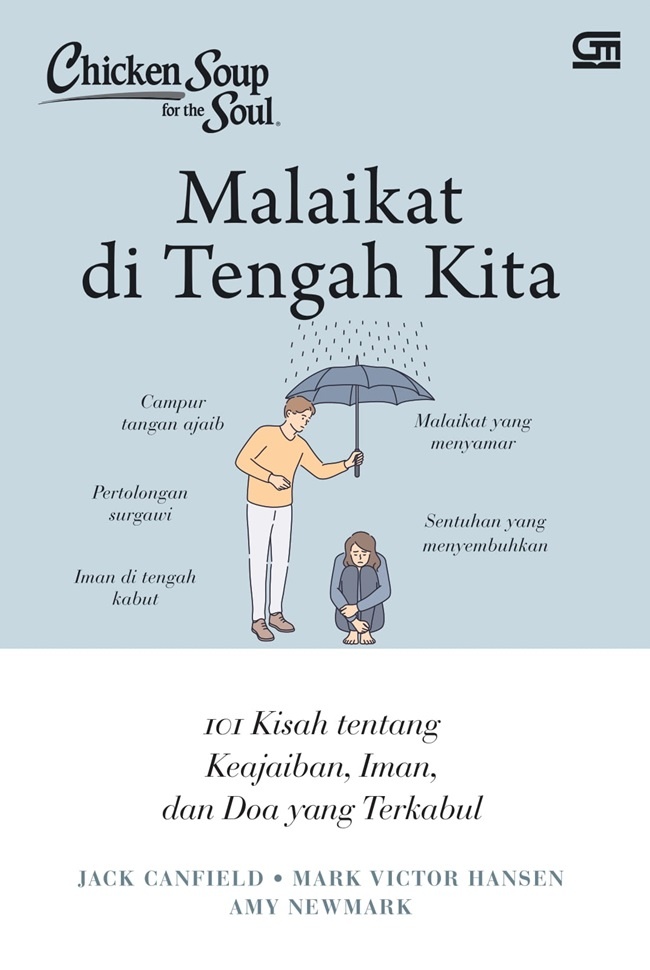 Chicken Soup
for the Soul®
GM
Malaikat
di Tengah Kita
Campur
tangan ajaib
Malaikat yang
menyamar
Pertolongan
surgawi
Sentuhan yang
menyembuhkan
Iman di tengah
kabut
101 Kisah tentang
Keajaiban, Iman,
dan Doa yang Terkabul
JACK CANFIELD • MARK VICTOR HANSEN
AMY NEWMARK